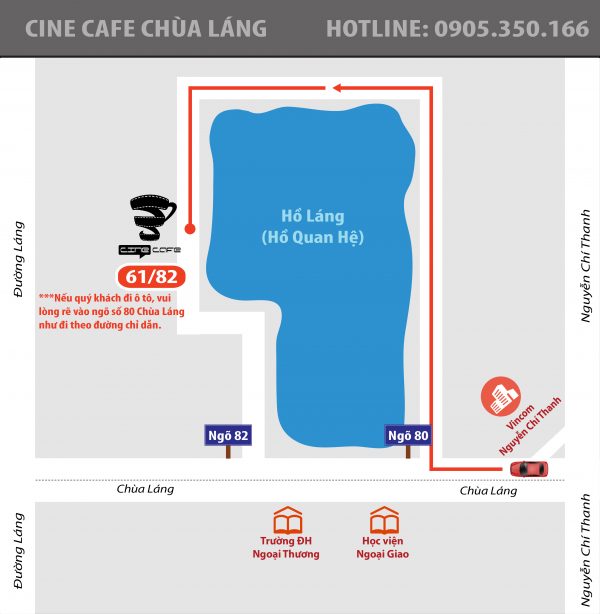 CINE CAFE CHÙA LÁNG HOTLINE: 0905.350.166
Hồ Láng
(Hồ Quan Hệ)
Đường Láng
Nguyễn Chí Thanh
CINE CAFE
61/82
***Nếu quý khách đi ô tô, vui
lòng rẽ vào ngõ số 80 Chùa Láng
như đi theo đường chỉ dẫn.
Vincom
Nguyễn Chí Thanh
Ngõ 82
Ngõ 80
Chùa Láng
Chùa Láng
Đường Láng
Nguyễn Chí Thanh
Trường ĐH
Ngoại Thương
Học viện
Ngoại Giao